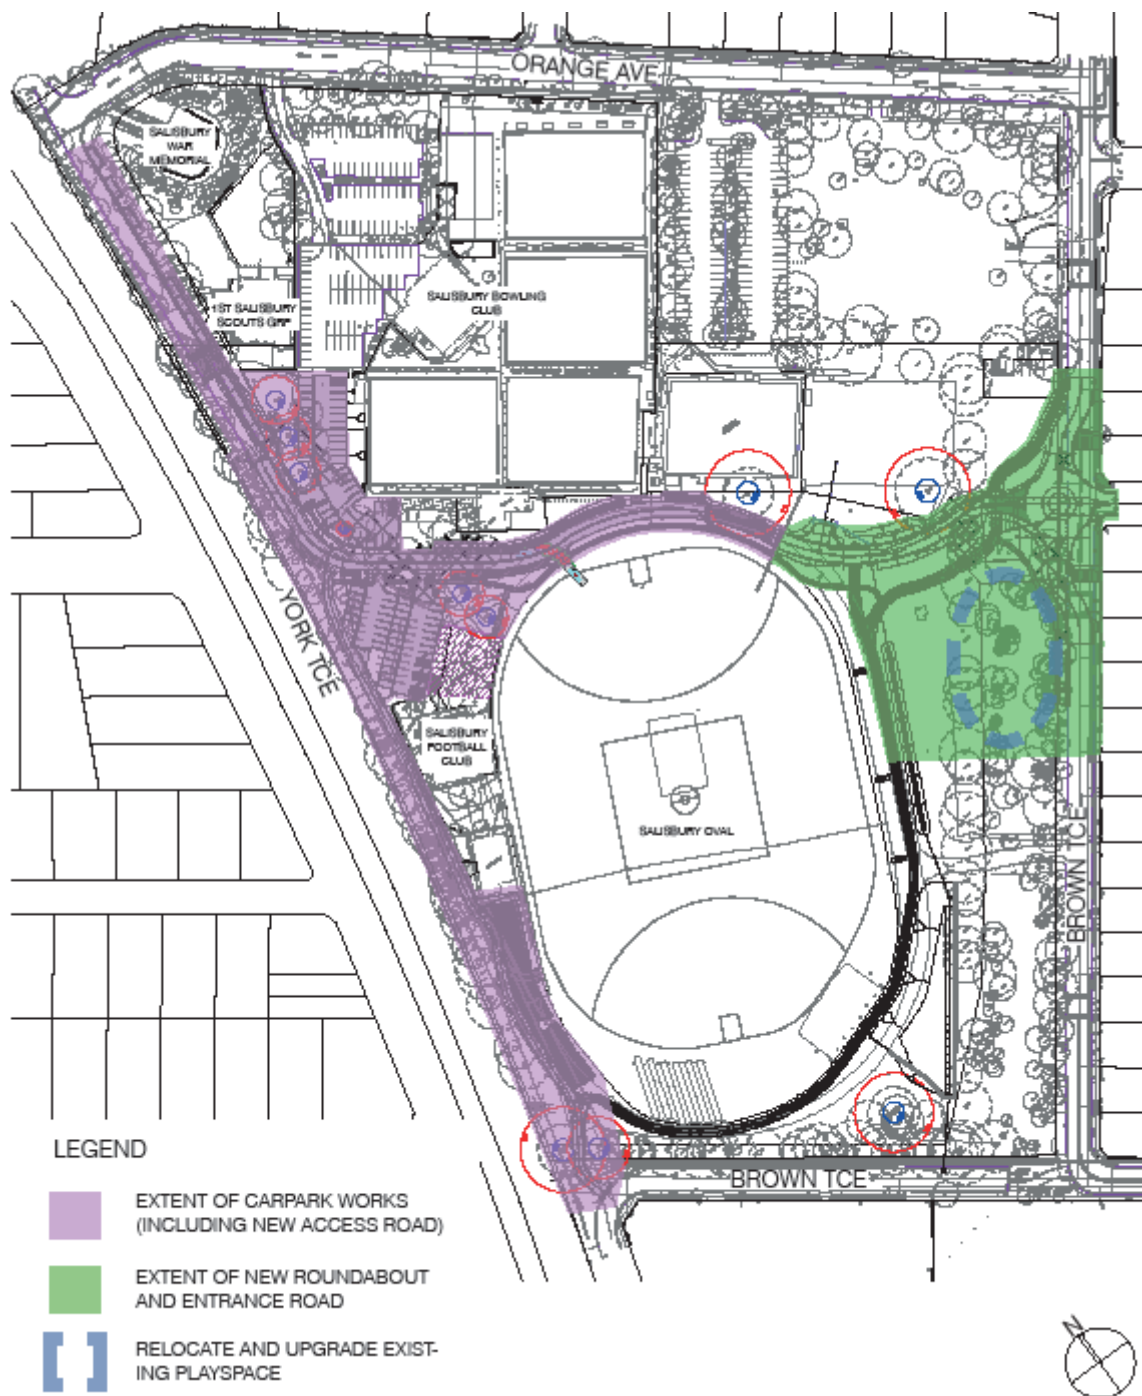 ORANGE AVE
SALISBURY
WAR
MEMORIAL
SALISBURY BOWLING
CLUB
1ST SALISBURY
SCOUTS GRP
YORK TCE
SALISBURY
FOOTBALL
CLUB
SALISBURY OVAL
BROWN TCE
BROWN TCE
LEGEND
EXTENT OF CARPARK WORKS
(INCLUDING NEW ACCESS ROAD)
EXTENT OF NEW ROUNDABOUT
AND ENTRANCE ROAD
RELOCATE AND UPGRADE EXIST-
ING PLAYSPACE
N